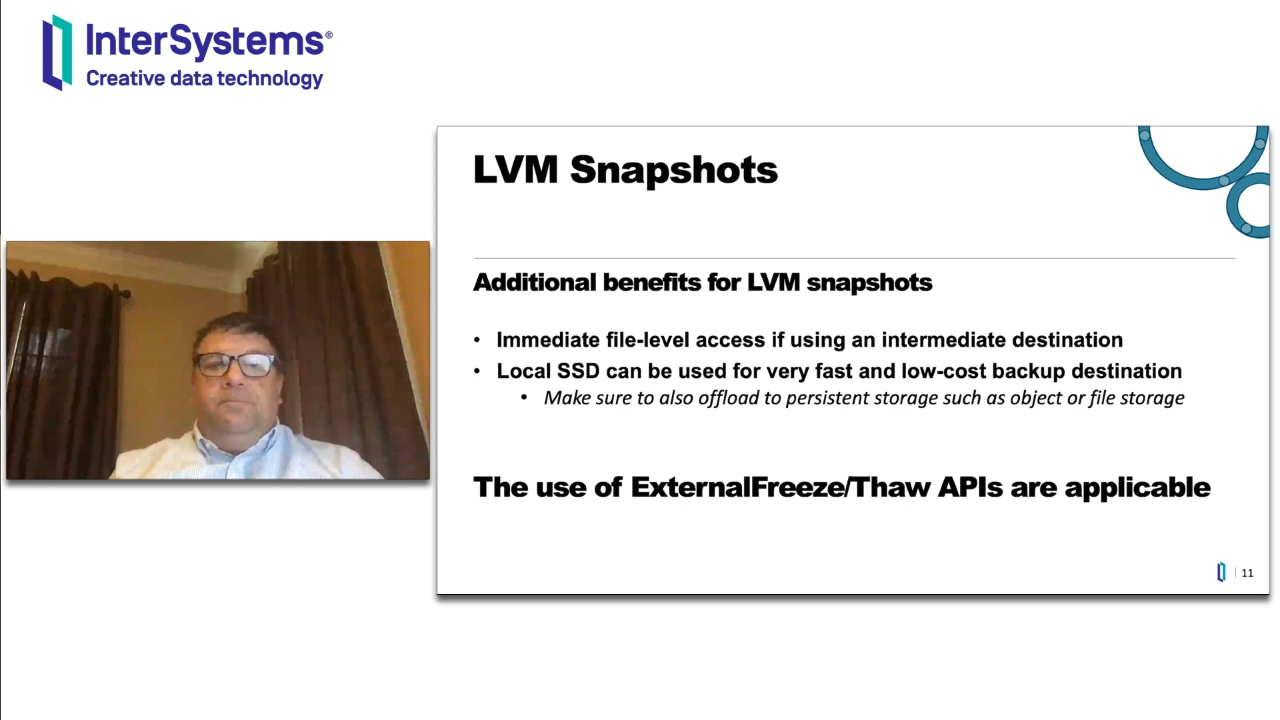 InterSystems®
Creative data technology
LVM Snapshots
Additional benefits for LVM snapshots
• Immediate file-level access if using an intermediate destination
• Local SSD can be used for very fast and low-cost backup destination
• Make sure to also offload to persistent storage such as object or file storage
The use of ExternalFreeze/Thaw APIs are applicable
11